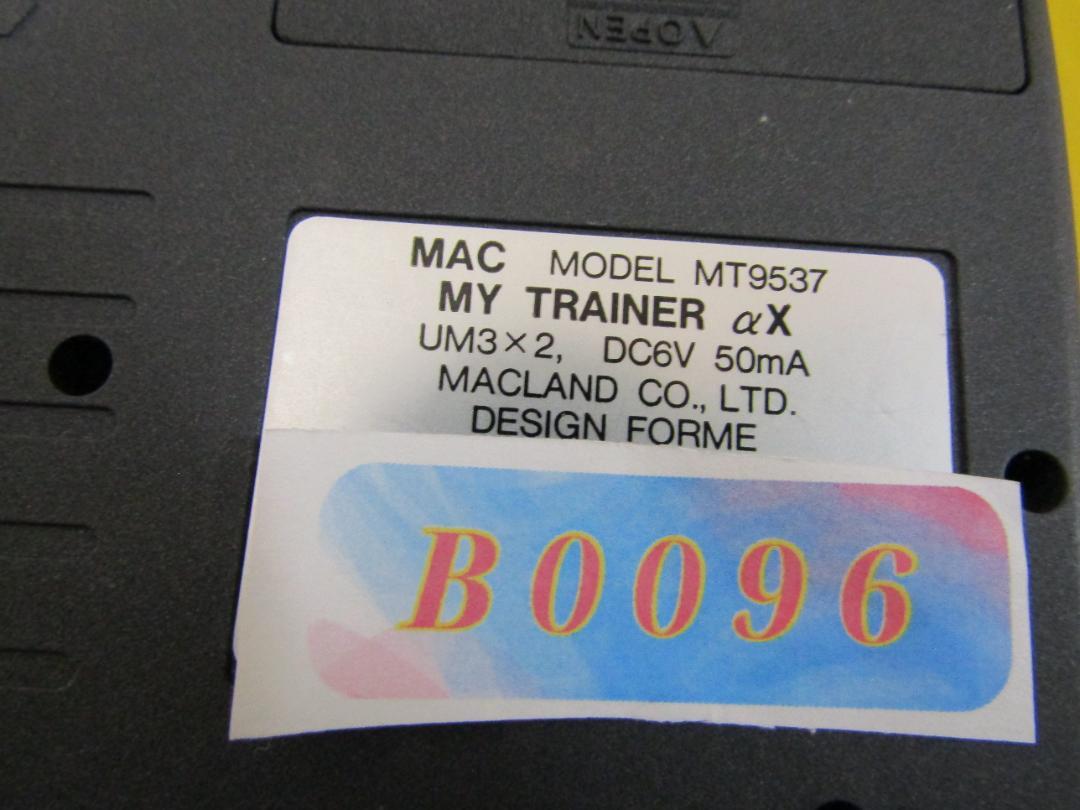 OPEN
MAC MODEL MT9537
MY TRAINER αX
UM3×2, DC6V 50mA
MACLAND CO., LTD.
DESIGN FORME
B0096